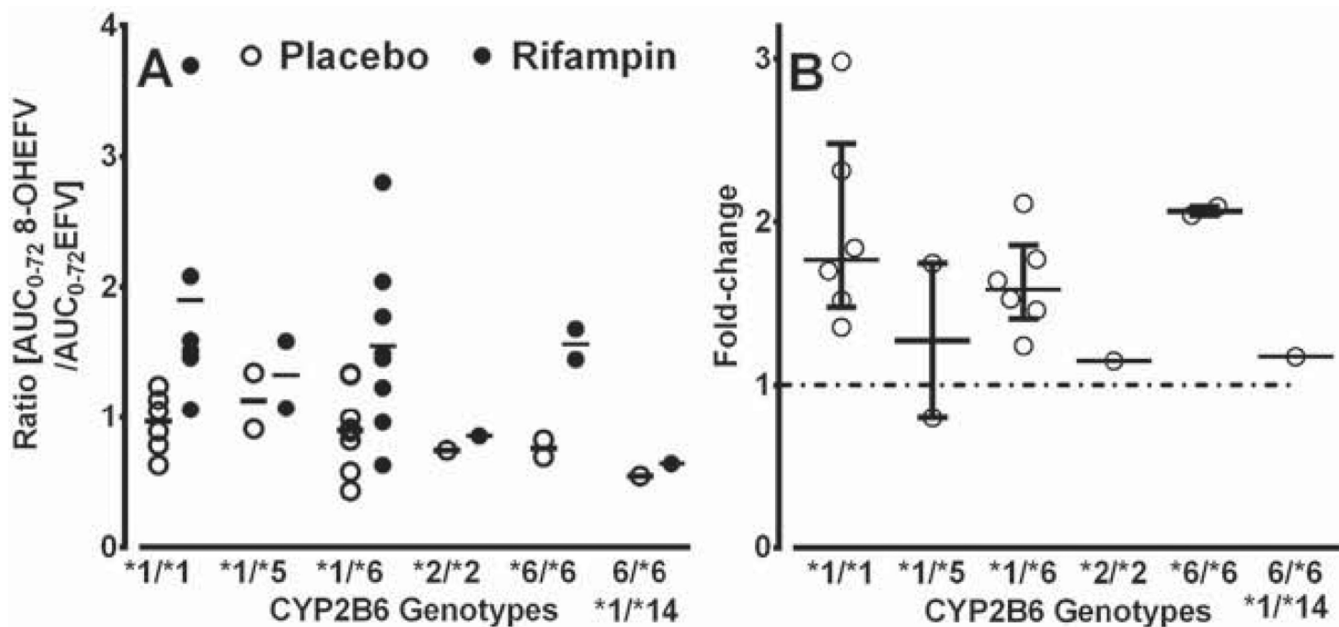 A
Placebo
Rifampin
Ratio [AUC0-72 8-OHEFV
/AUC0-72EFV]
4
3
2
1
0
*1/*1 *1/*5 *1/*6 *2/*2 *6/*6 6/*6
*1/*14
CYP2B6 Genotypes
B
Fold-change
3
2
1
0
*1/*1 *1/*5 *1/*6 *2/*2 *6/*6 6/*6
*1/*14
CYP2B6 Genotypes